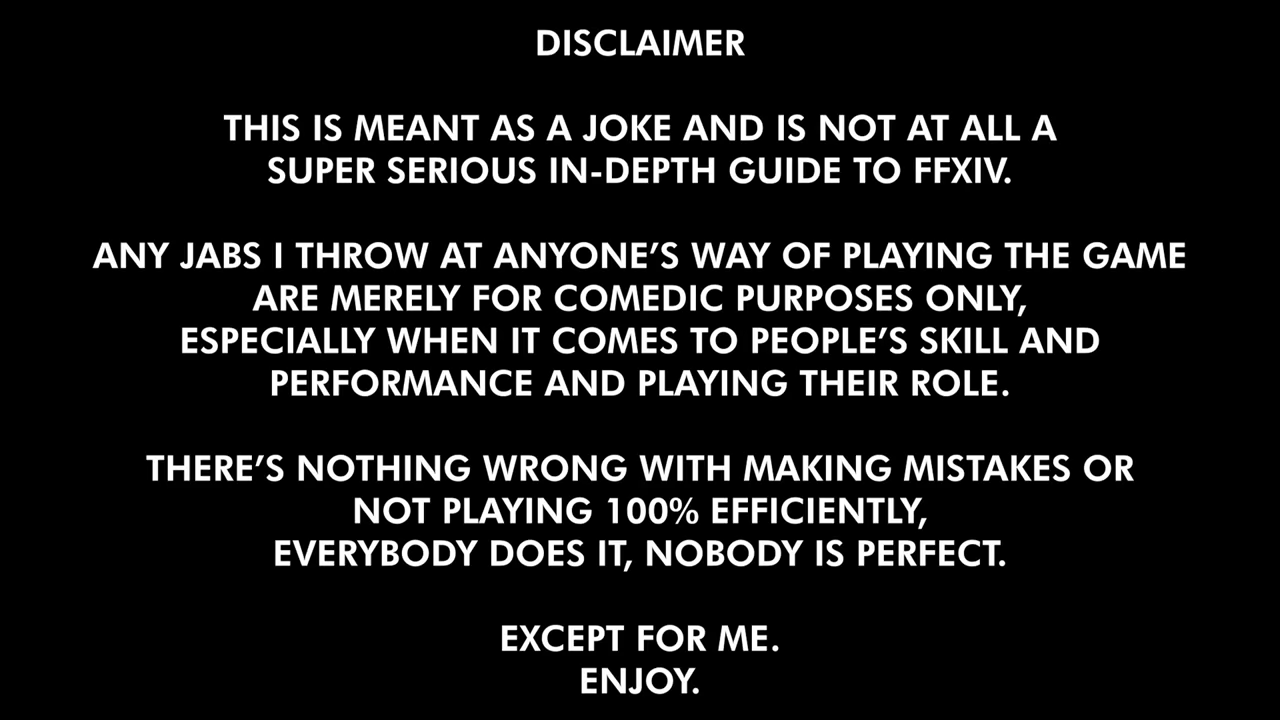 DISCLAIMER
THIS IS MEANT AS A JOKE AND IS NOT AT ALL A
SUPER SERIOUS IN-DEPTH GUIDE TO FFXIV.
ANY JABS I THROW AT ANYONE’S WAY OF PLAYING THE GAME
ARE MERELY FOR COMEDIC PURPOSES ONLY,
ESPECIALLY WHEN IT COMES TO PEOPLE’S SKILL AND
PERFORMANCE AND PLAYING THEIR ROLE.
THERE’S NOTHING WRONG WITH MAKING MISTAKES OR
NOT PLAYING 100% EFFICIENTLY,
EVERYBODY DOES IT, NOBODY IS PERFECT.
EXCEPT FOR ME.
ENJOY.